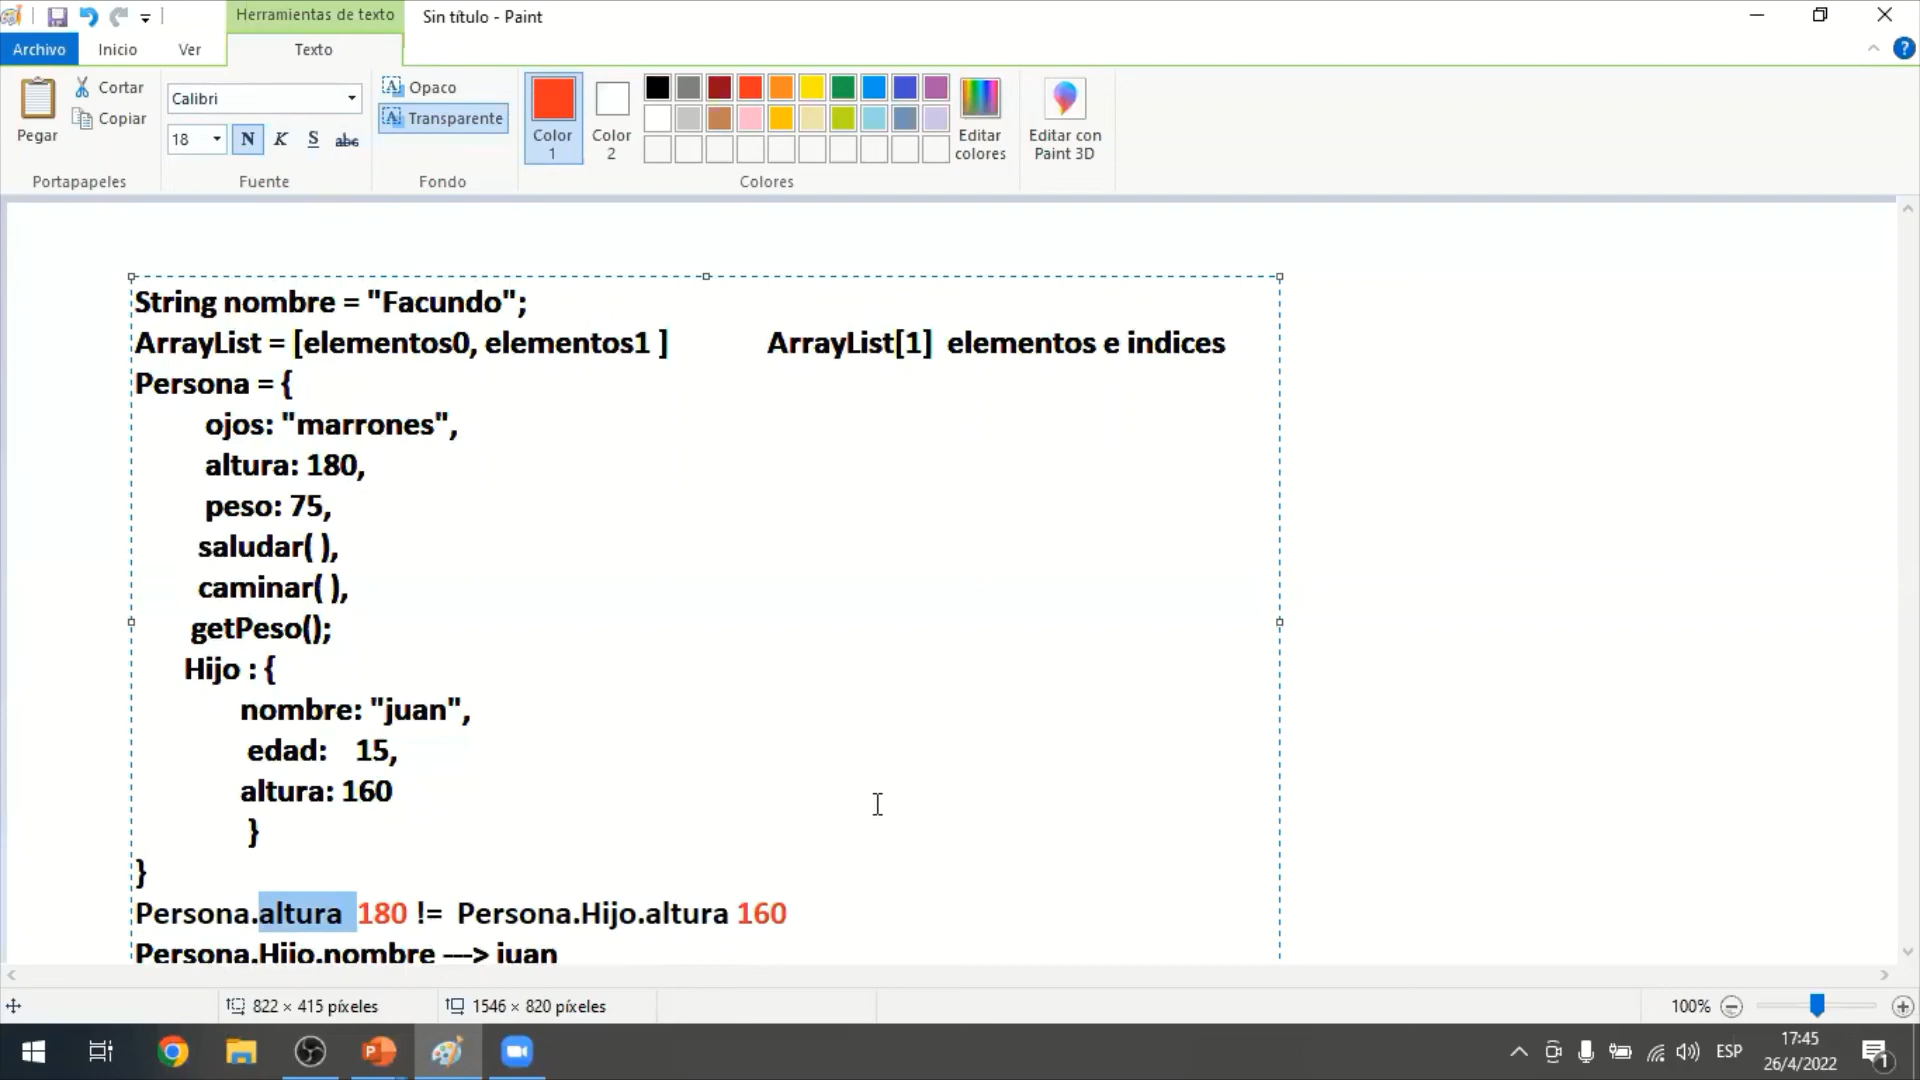 Herramientas de texto
Sin título - Paint
Archivo
Inicio
Ver
Texto
Pegar
Cortar
Copiar
Portapapeles
Calibri
18
N K S abc
Fuente
Opaco
Transparente
Fondo
Color
1
Color
2
Editar
colores
Colores
Editar con
Paint 3D
String nombre = "Facundo";
ArrayList = [elementos0, elementos1 ] ArrayList[1] elementos e indices
Persona = {
ojos: "marrones",
altura: 180,
peso: 75,
saludar( ),
caminar( ),
getPeso();
Hijo : {
nombre: "juan",
edad: 15,
altura: 160
}
}
Persona.altura 180 != Persona.Hijo.altura 160
Persona.Hijo.nombre ---> juan
822 × 415 píxeles
1546 × 820 píxeles
100%
ESP
17:45
26/4/2022
1